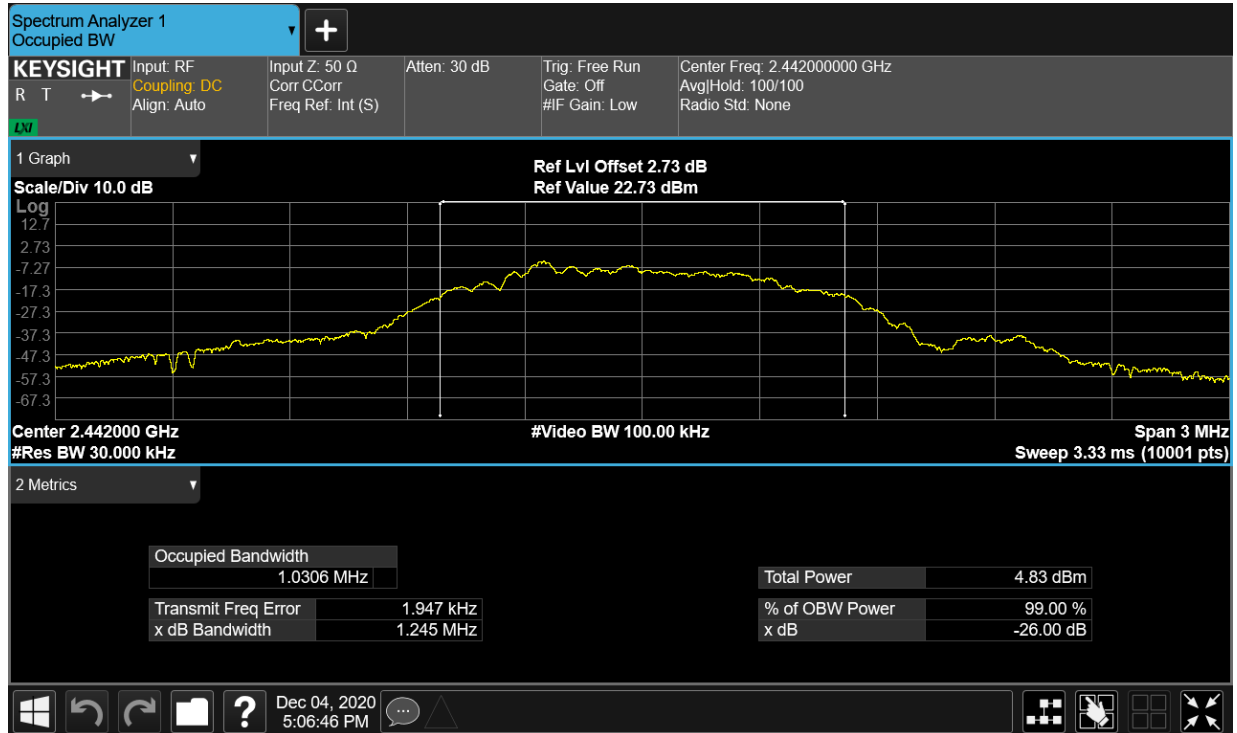 Spectrum Analyzer 1
Occupied BW
KEYSIGHT
R T
LXI
Input: RF
Coupling: DC
Align: Auto
Input Z: 50 Ω
Corr CCorr
Freq Ref: Int (S)
Atten: 30 dB
Trig: Free Run
Gate: Off
#IF Gain: Low
Center Freq: 2.442000000 GHz
Avg|Hold: 100/100
Radio Std: None
1 Graph
Scale/Div 10.0 dB
Ref Lvl Offset 2.73 dB
Ref Value 22.73 dBm
Log
12.7
2.73
-7.27
-17.3
-27.3
-37.3
-47.3
-57.3
-67.3
Center 2.442000 GHz
#Video BW 100.00 kHz
Span 3 MHz
#Res BW 30.000 kHz
Sweep 3.33 ms (10001 pts)
2 Metrics
Occupied Bandwidth
1.0306 MHz
Transmit Freq Error 1.947 kHz
x dB Bandwidth 1.245 MHz
Total Power 4.83 dBm
% of OBW Power 99.00 %
x dB -26.00 dB
?
Dec 04, 2020
5:06:46 PM